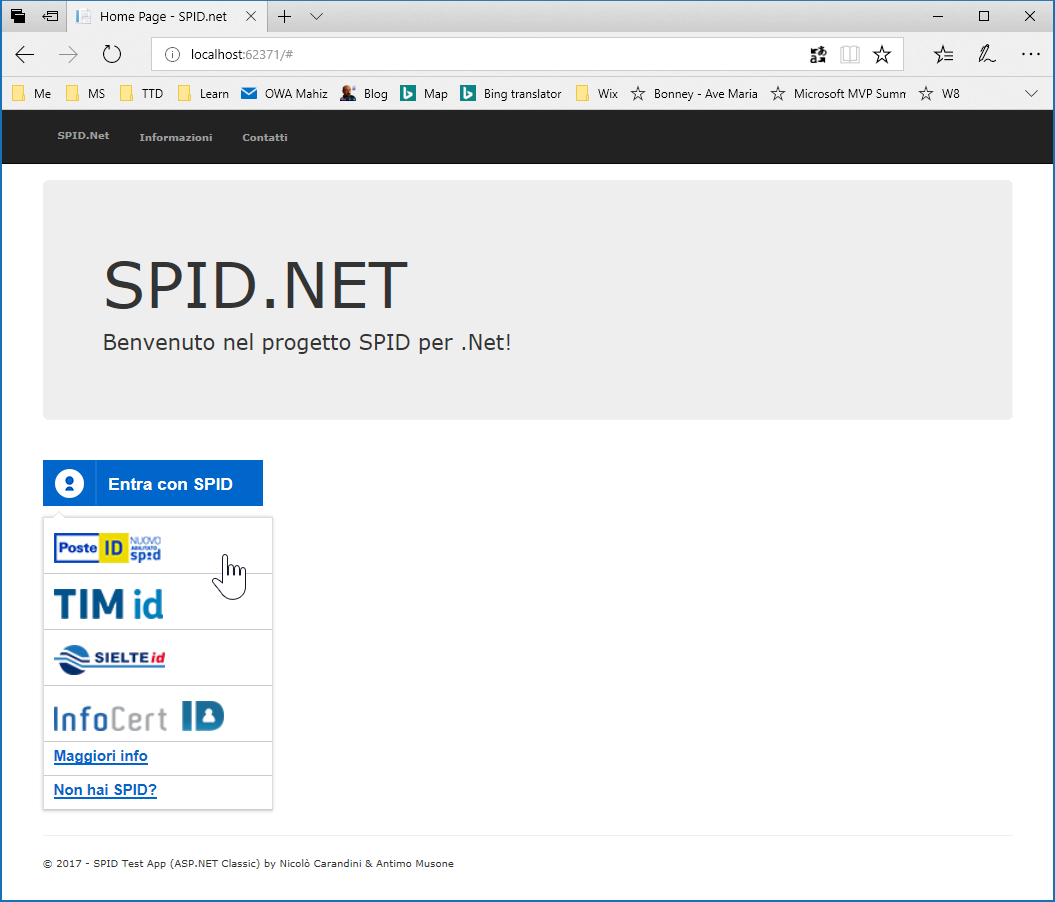 Home Page - SPID.net
localhost:62371/#
Me MS TTD Learn OWA Mahiz Blog Map Bing translator Wix Bonney - Ave Maria Microsoft MVP Summ W8
SPID.Net Informazioni Contatti
SPID.NET
Benvenuto nel progetto SPID per .Net!
Entra con SPID
Poste ID NUOVO ABILITATO spid
TIM id
SIELTE id
InfoCert ID
Maggiori info
Non hai SPID?
© 2017 - SPID Test App (ASP.NET Classic) by Nicolò Carandini & Antimo Musone